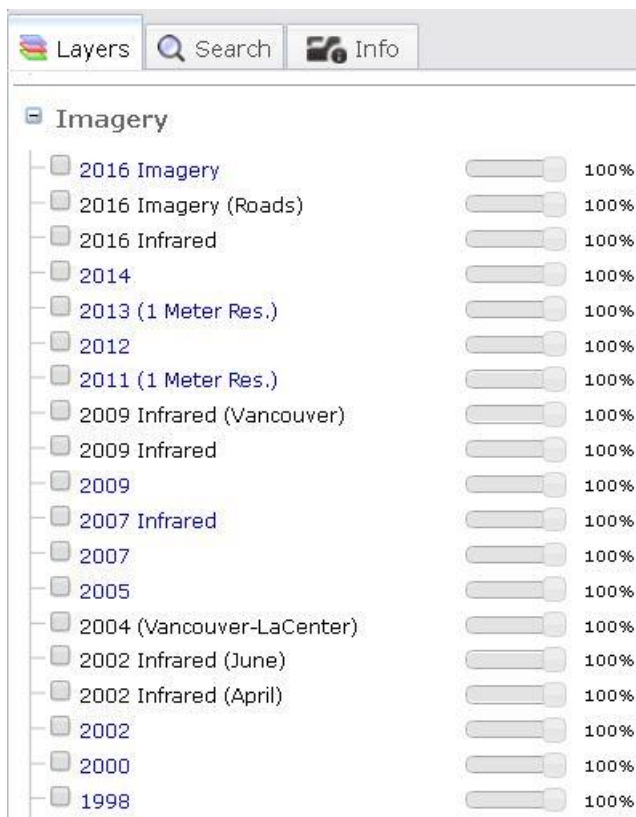 Layers Search Info
Imagery
2016 Imagery 100%
2016 Imagery (Roads) 100%
2016 Infrared 100%
2014 100%
2013 (1 Meter Res.) 100%
2012 100%
2011 (1 Meter Res.) 100%
2009 Infrared (Vancouver) 100%
2009 Infrared 100%
2009 100%
2007 Infrared 100%
2007 100%
2005 100%
2004 (Vancouver-LaCenter) 100%
2002 Infrared (June) 100%
2002 Infrared (April) 100%
2002 100%
2000 100%
1998 100%